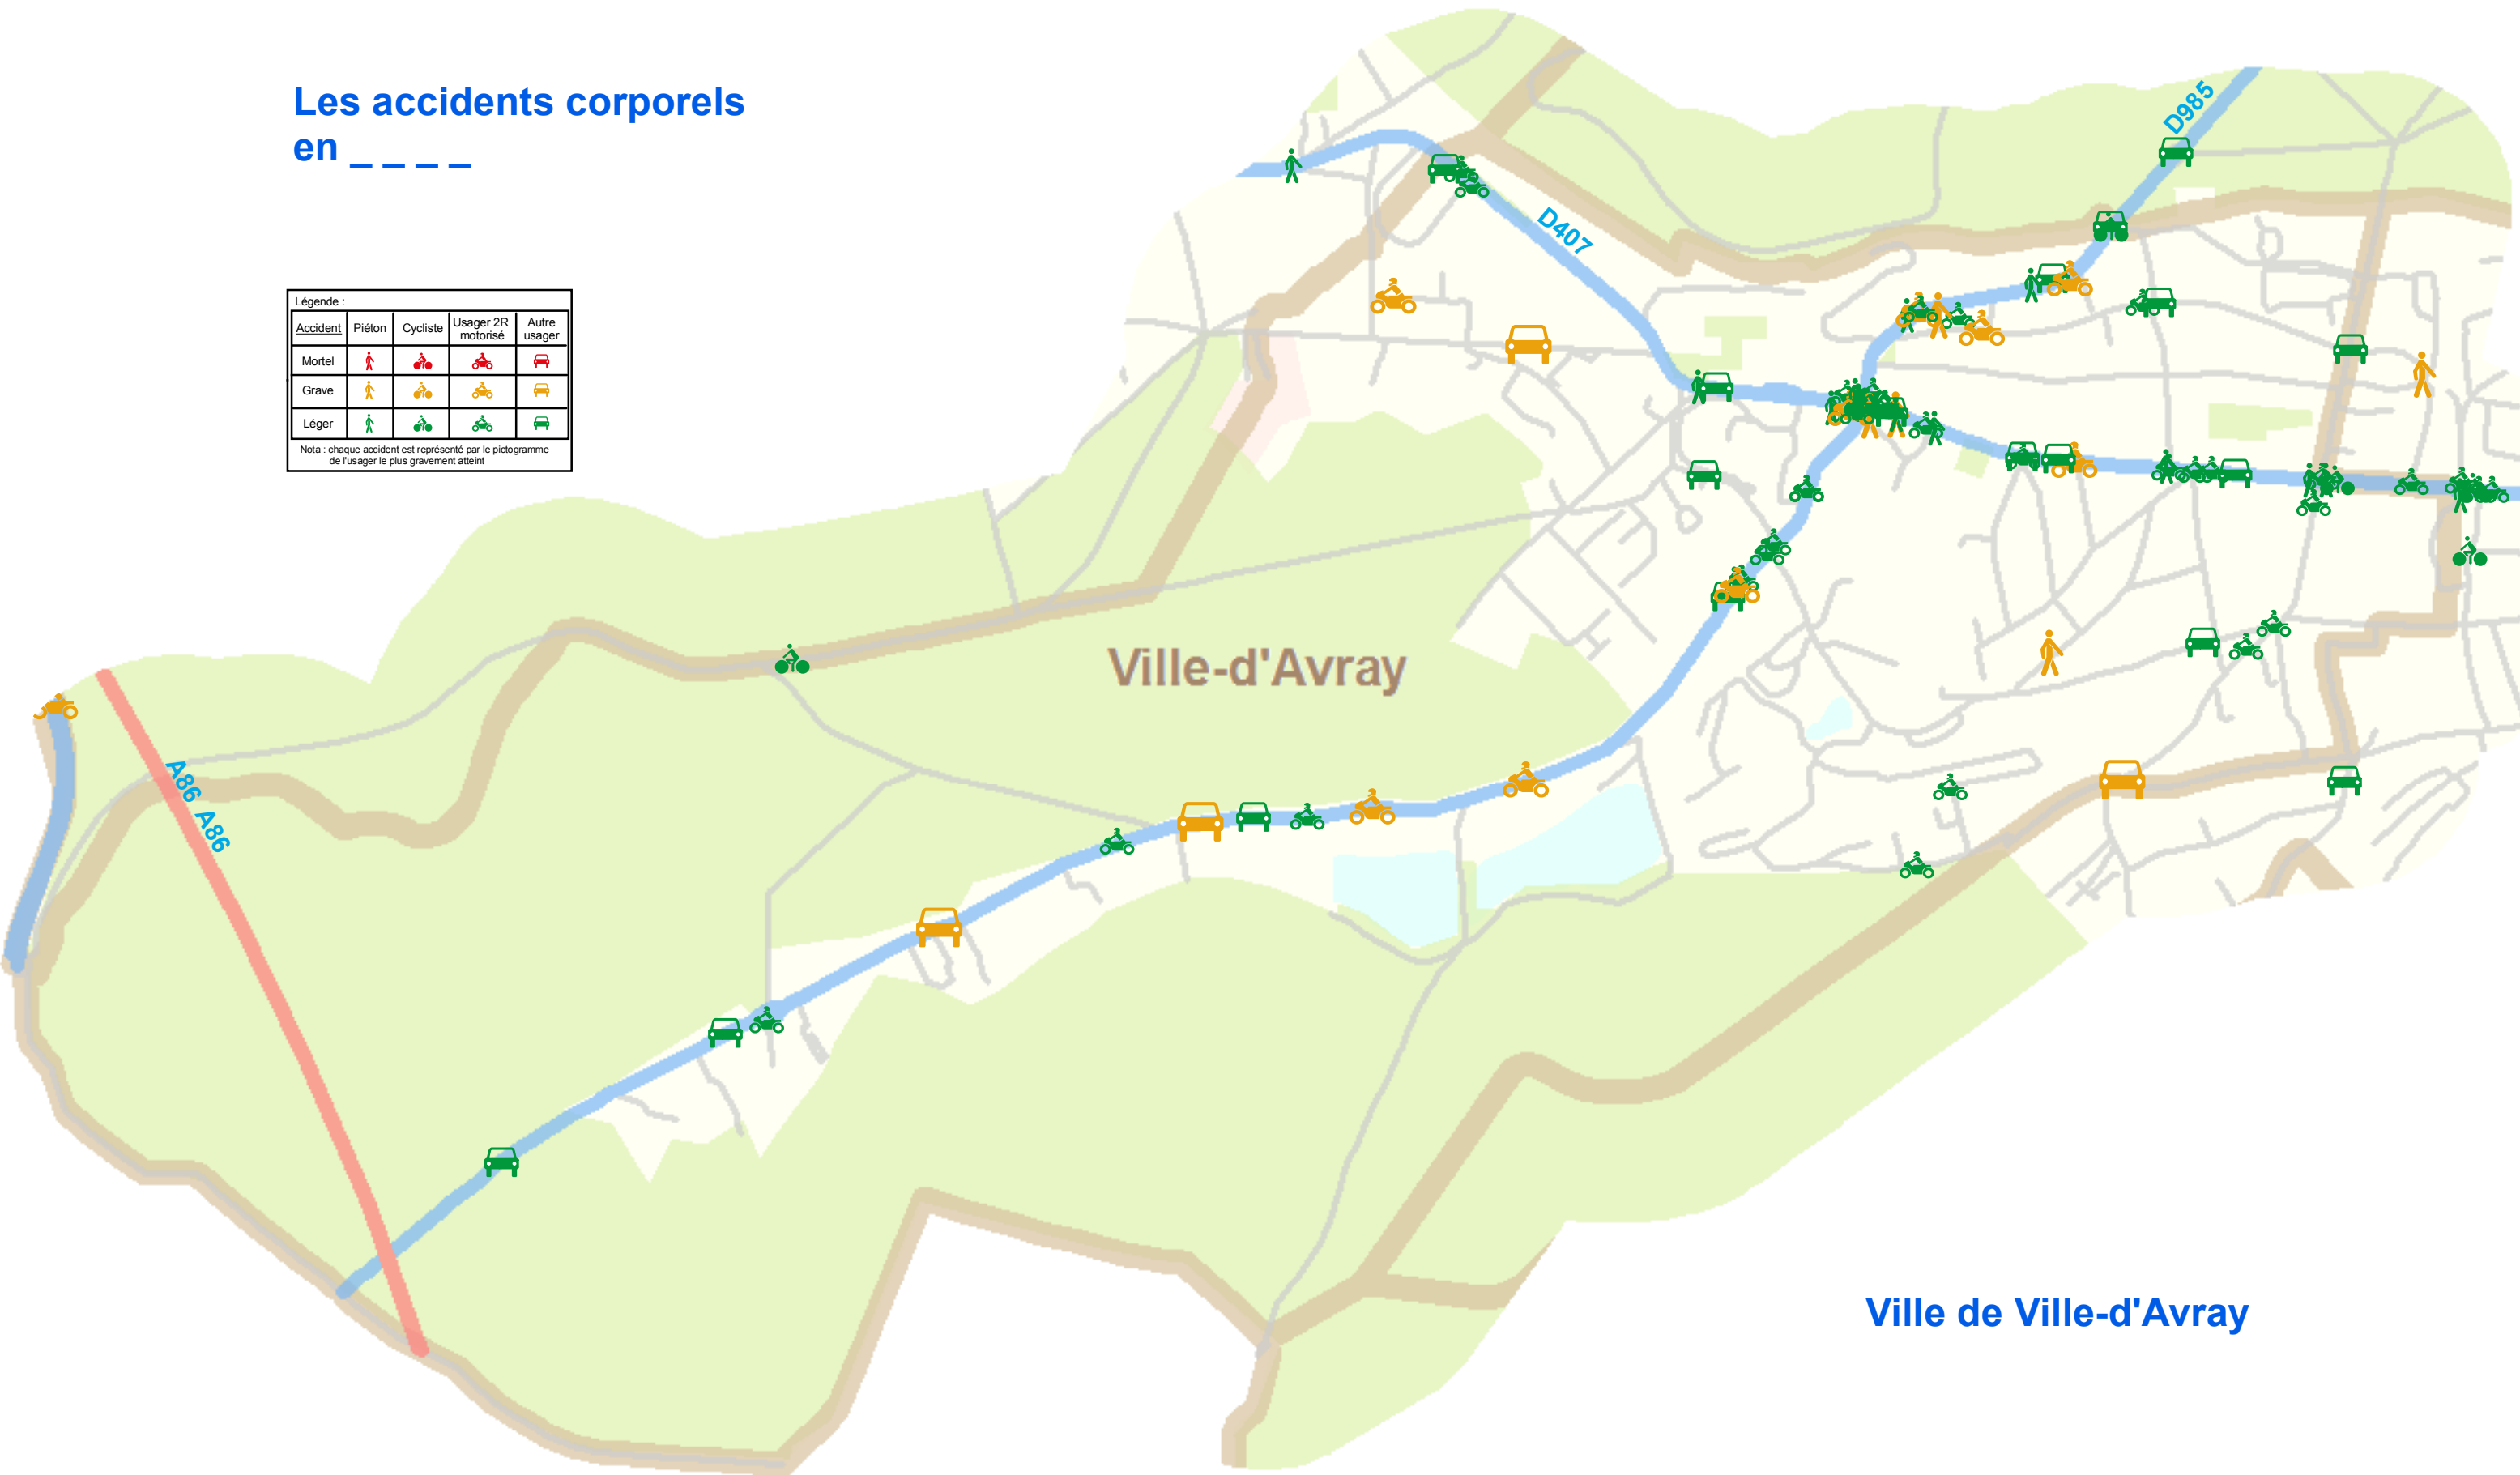 Les accidents corporels
en _ _ _ _
D985
D407
Légende :
Accident Piéton Cycliste Usager 2R motorisé Autre usager
Mortel
Grave
Léger
Nota : chaque accident est représenté par le pictogramme
de l'usager le plus gravement atteint
Ville-d'Avray
A86 A86
Ville de Ville-d'Avray